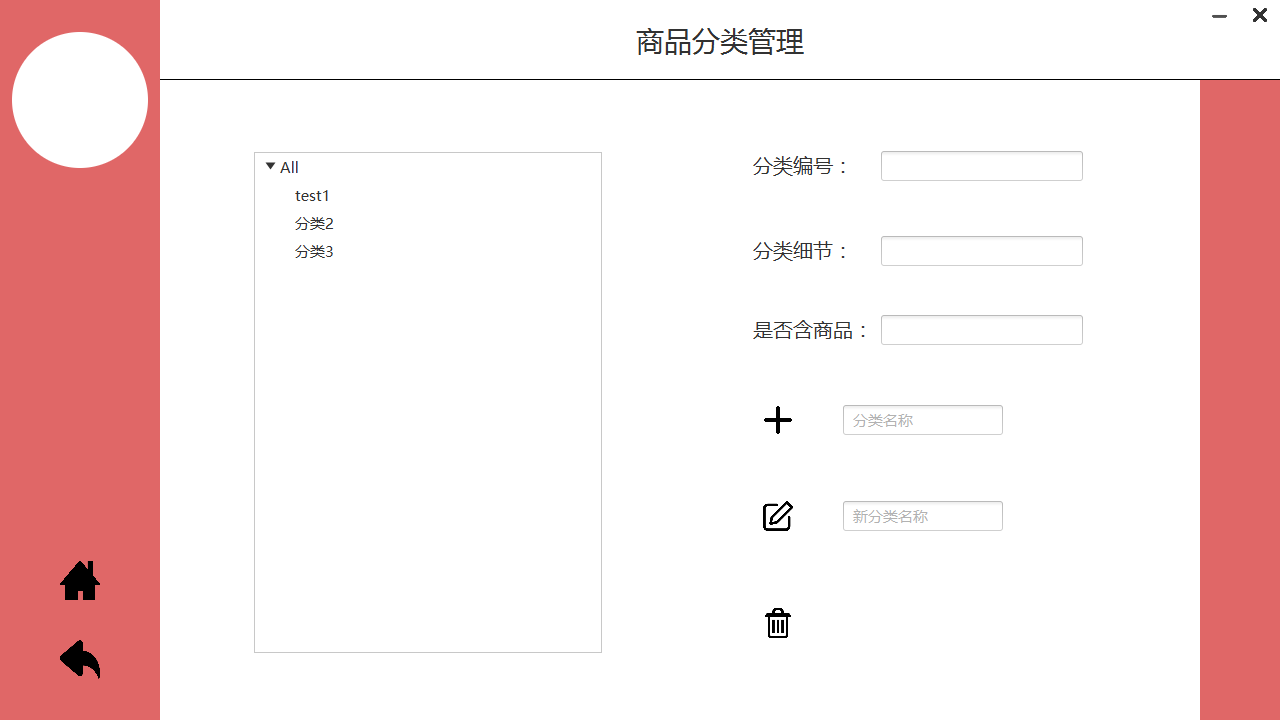 商品分类管理
All
test1
分类2
分类3
分类编号：
分类细节：
是否含商品：
分类名称
新分类名称